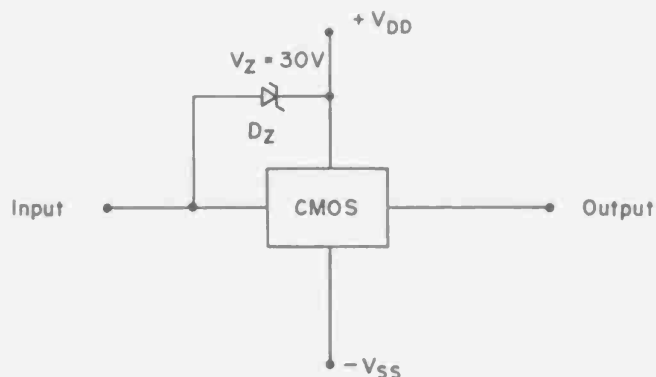 + VDD
VZ = 30V
DZ
Input
CMOS
Output
-VSS